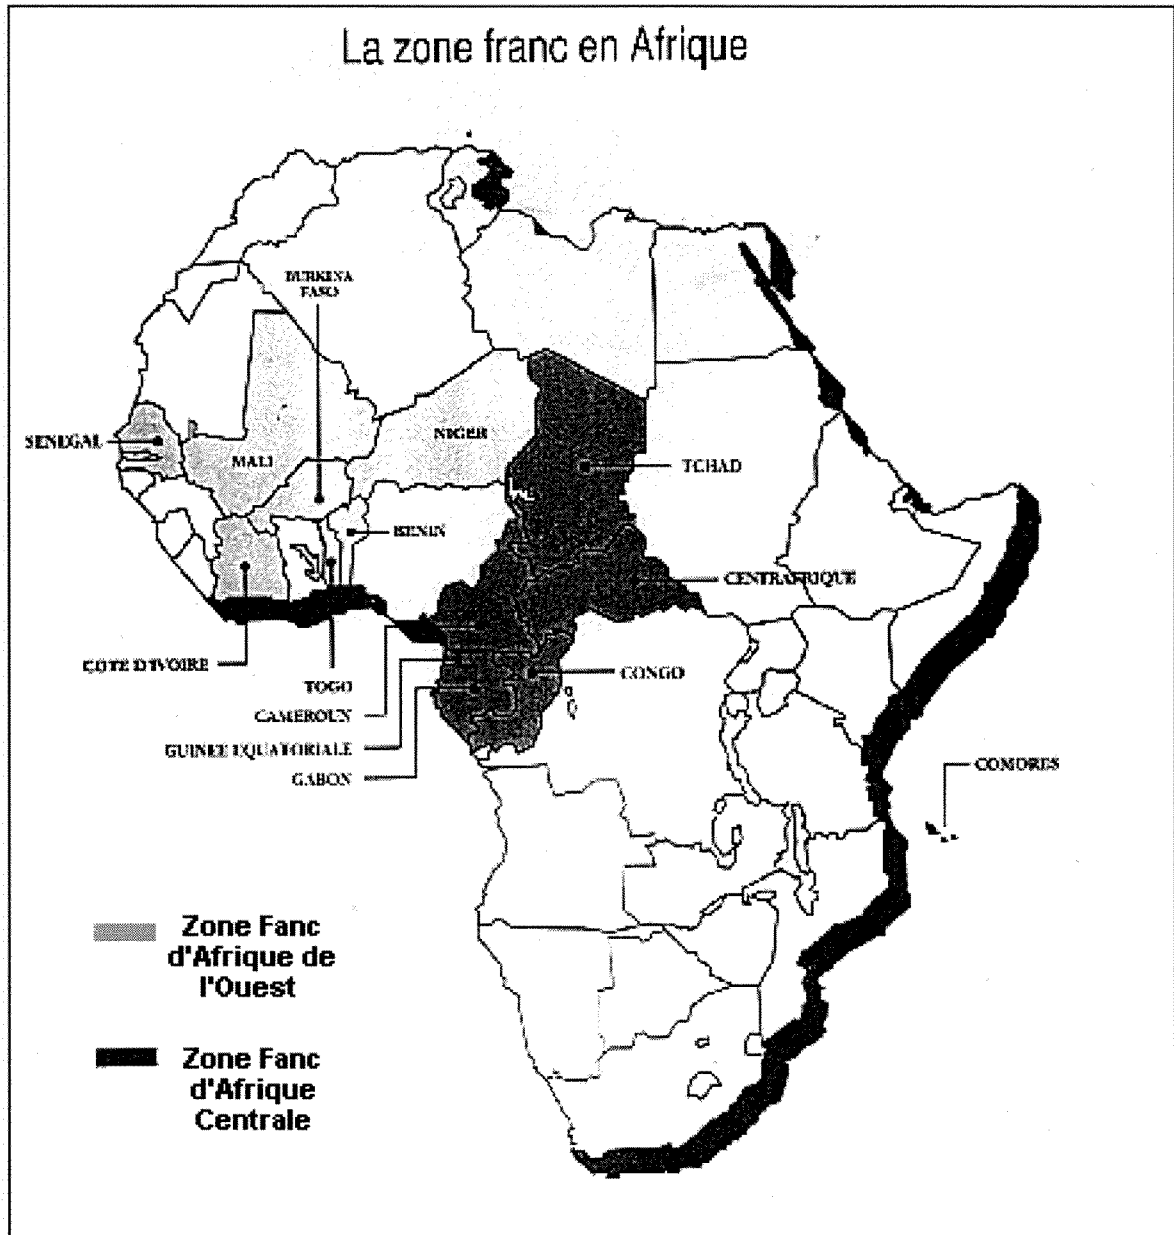 La zone franc en Afrique
BURKINA
FASO
SENEGAL
MALI
NIGER
TCHAD
BENIN
CENTRAFRIQUE
COTE D'IVOIRE
TOGO
CONGO
CAMEROUN
GUINEE EQUATORIALE
GABON
COMORES
Zone Fanc
d'Afrique de
l'Ouest
Zone Fanc
d'Afrique
Centrale